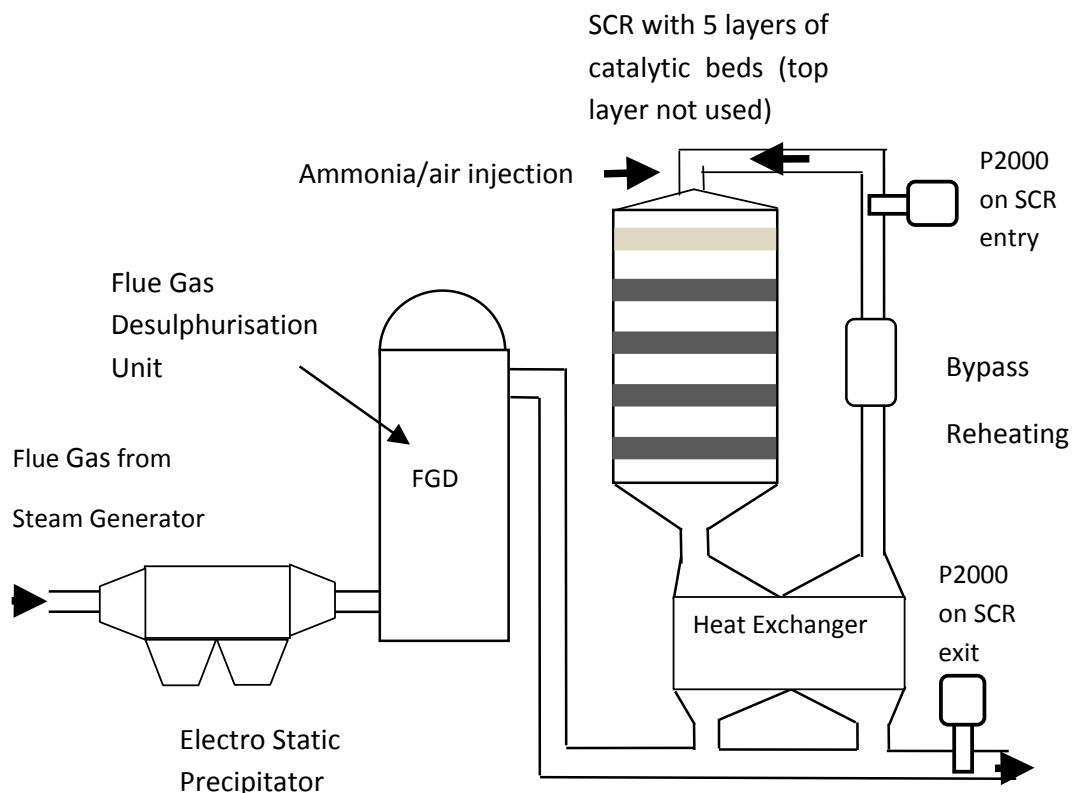 SCR with 5 layers of
catalytic beds (top
layer not used)
Ammonia/air injection
P2000
on SCR
entry
Flue Gas
Desulphurisation
Unit
Bypass
Reheating
Flue Gas from
Steam Generator
FGD
P2000
on SCR
exit
Heat Exchanger
Electro Static
Precipitator